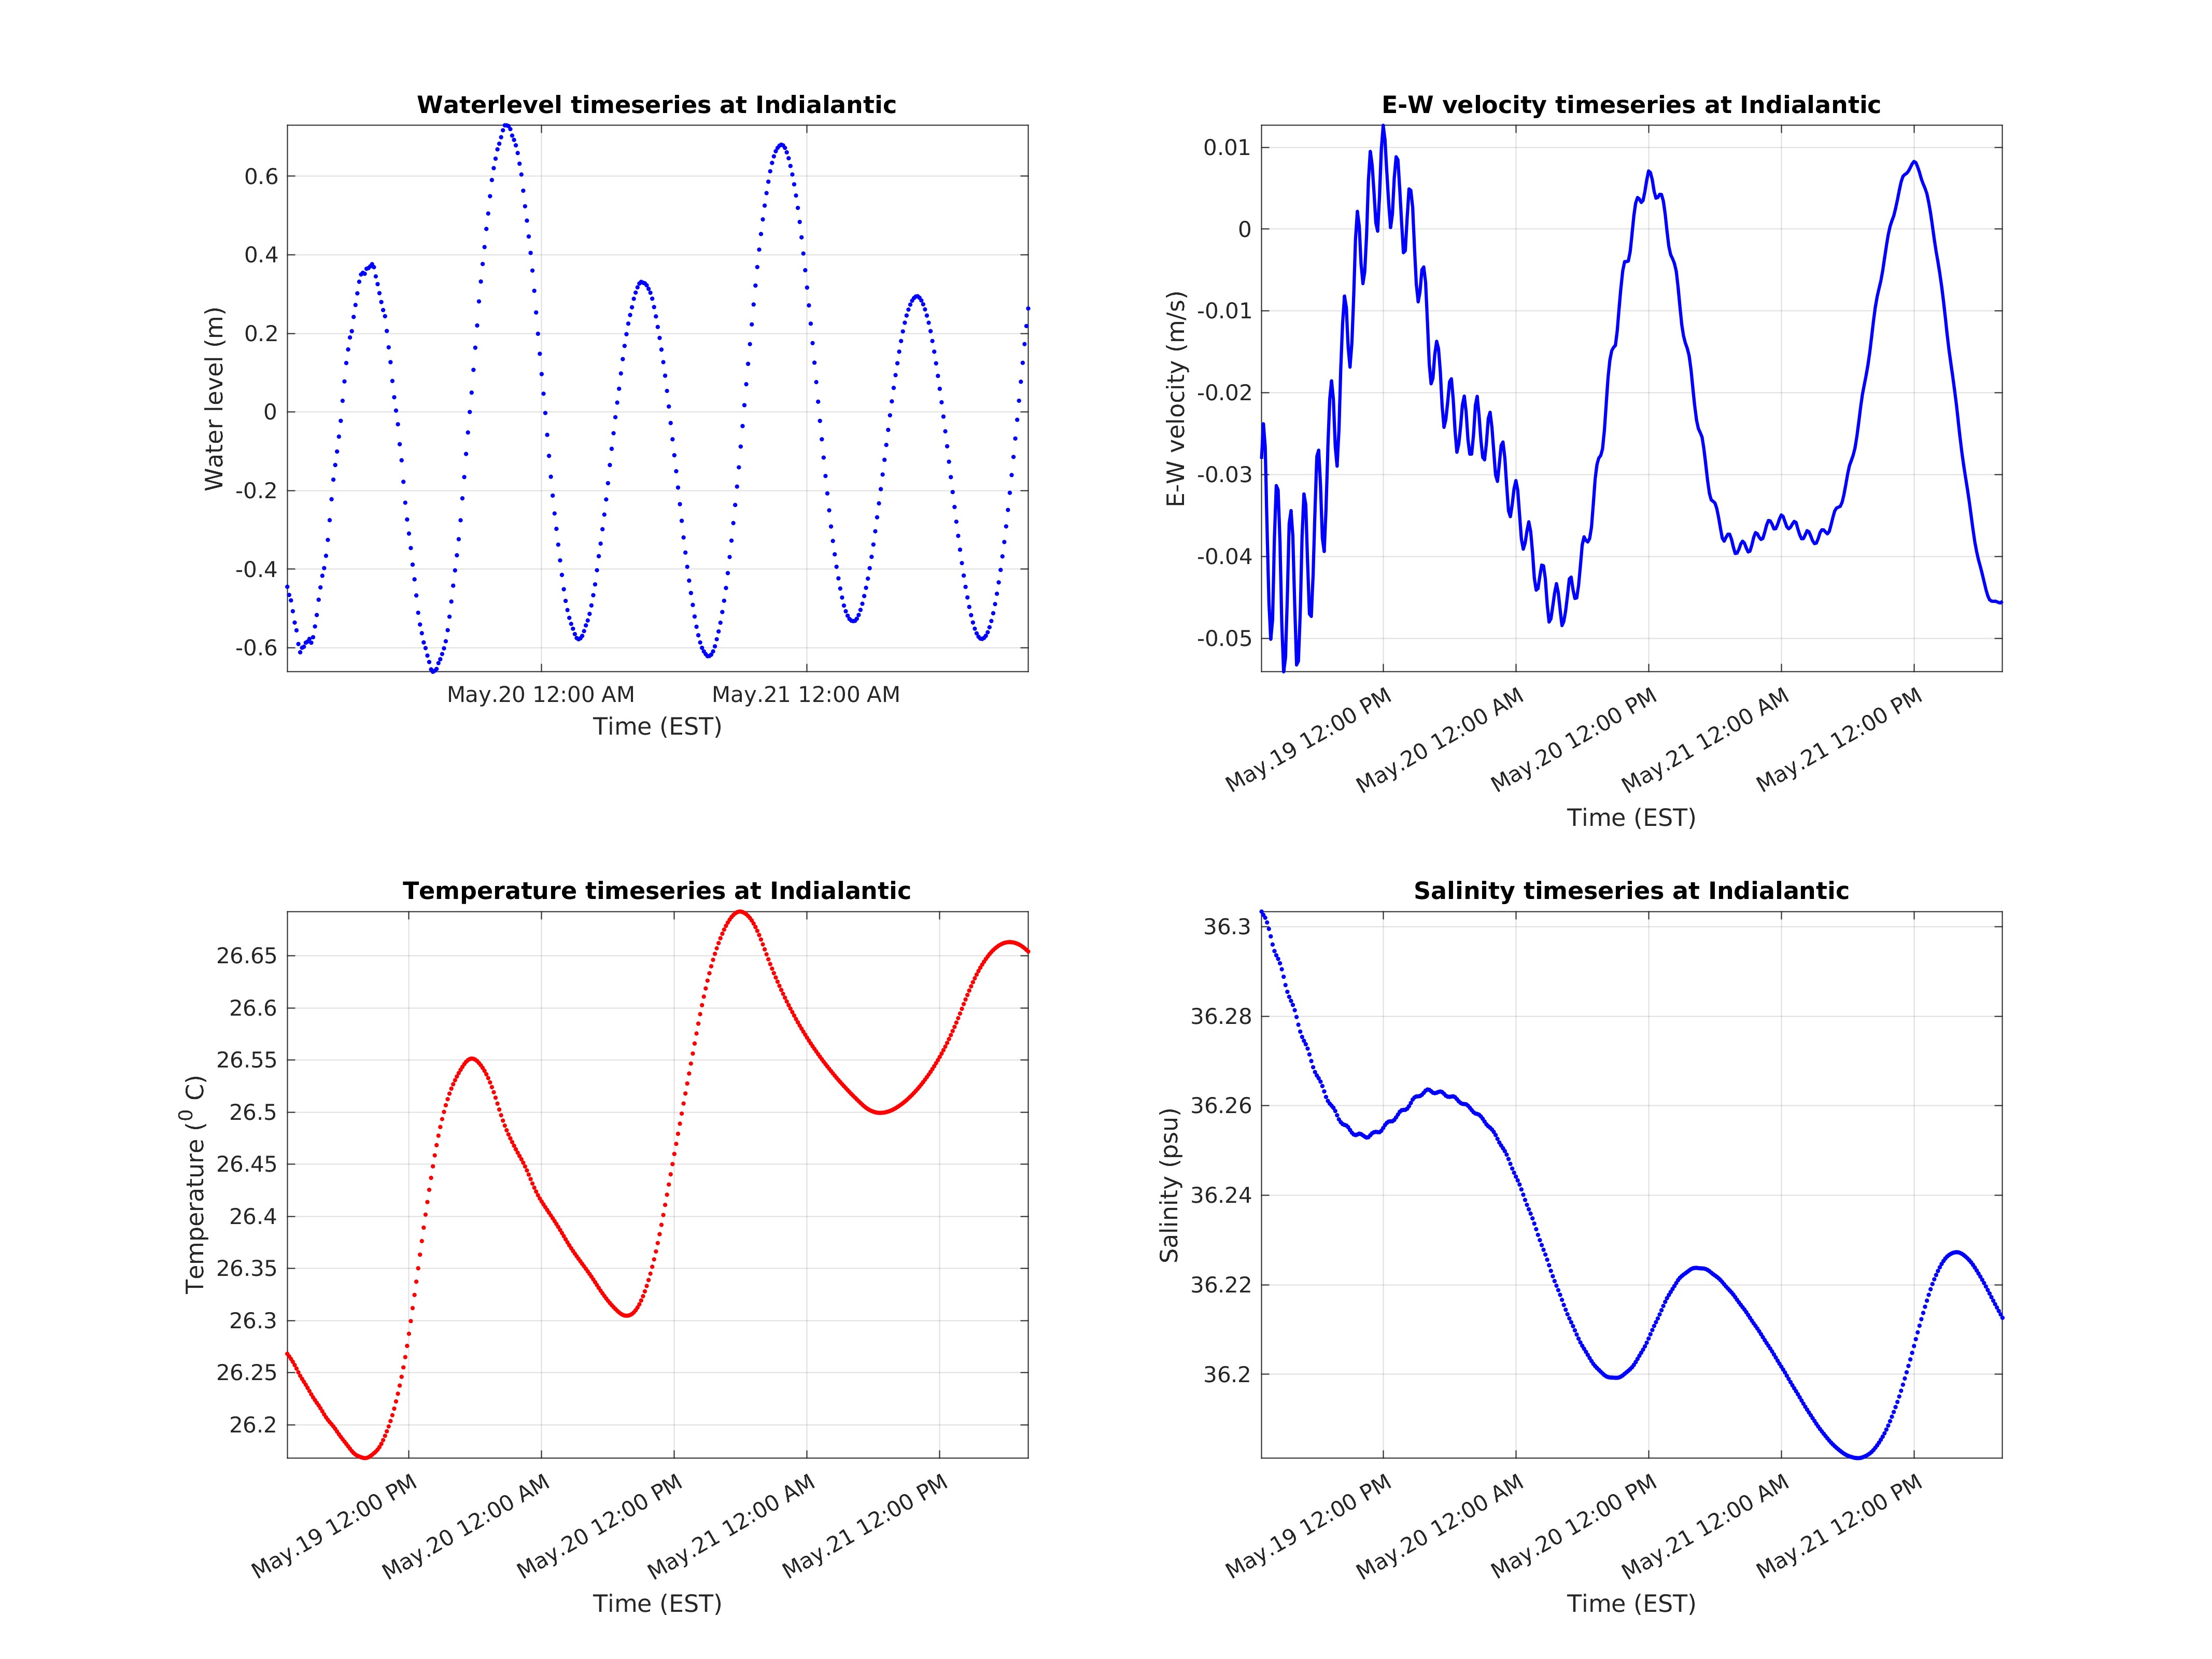 Waterlevel timeseries at Indialantic
0.6
0.4
0.2
0
-0.2
-0.4
-0.6
Water level (m)
May.20 12:00 AM
May.21 12:00 AM
Time (EST)
E-W velocity timeseries at Indialantic
0.01
0
-0.01
-0.02
-0.03
-0.04
-0.05
E-W velocity (m/s)
May.19 12:00 PM
May.20 12:00 AM
May.20 12:00 PM
May.21 12:00 AM
May.21 12:00 PM
Time (EST)
Temperature timeseries at Indialantic
26.65
26.6
26.55
26.5
26.45
26.4
26.35
26.3
26.25
26.2
Temperature (⁰ C)
May.19 12:00 PM
May.20 12:00 AM
May.20 12:00 PM
May.21 12:00 AM
May.21 12:00 PM
Time (EST)
Salinity timeseries at Indialantic
36.3
36.28
36.26
36.24
36.22
36.2
Salinity (psu)
May.19 12:00 PM
May.20 12:00 AM
May.20 12:00 PM
May.21 12:00 AM
May.21 12:00 PM
Time (EST)